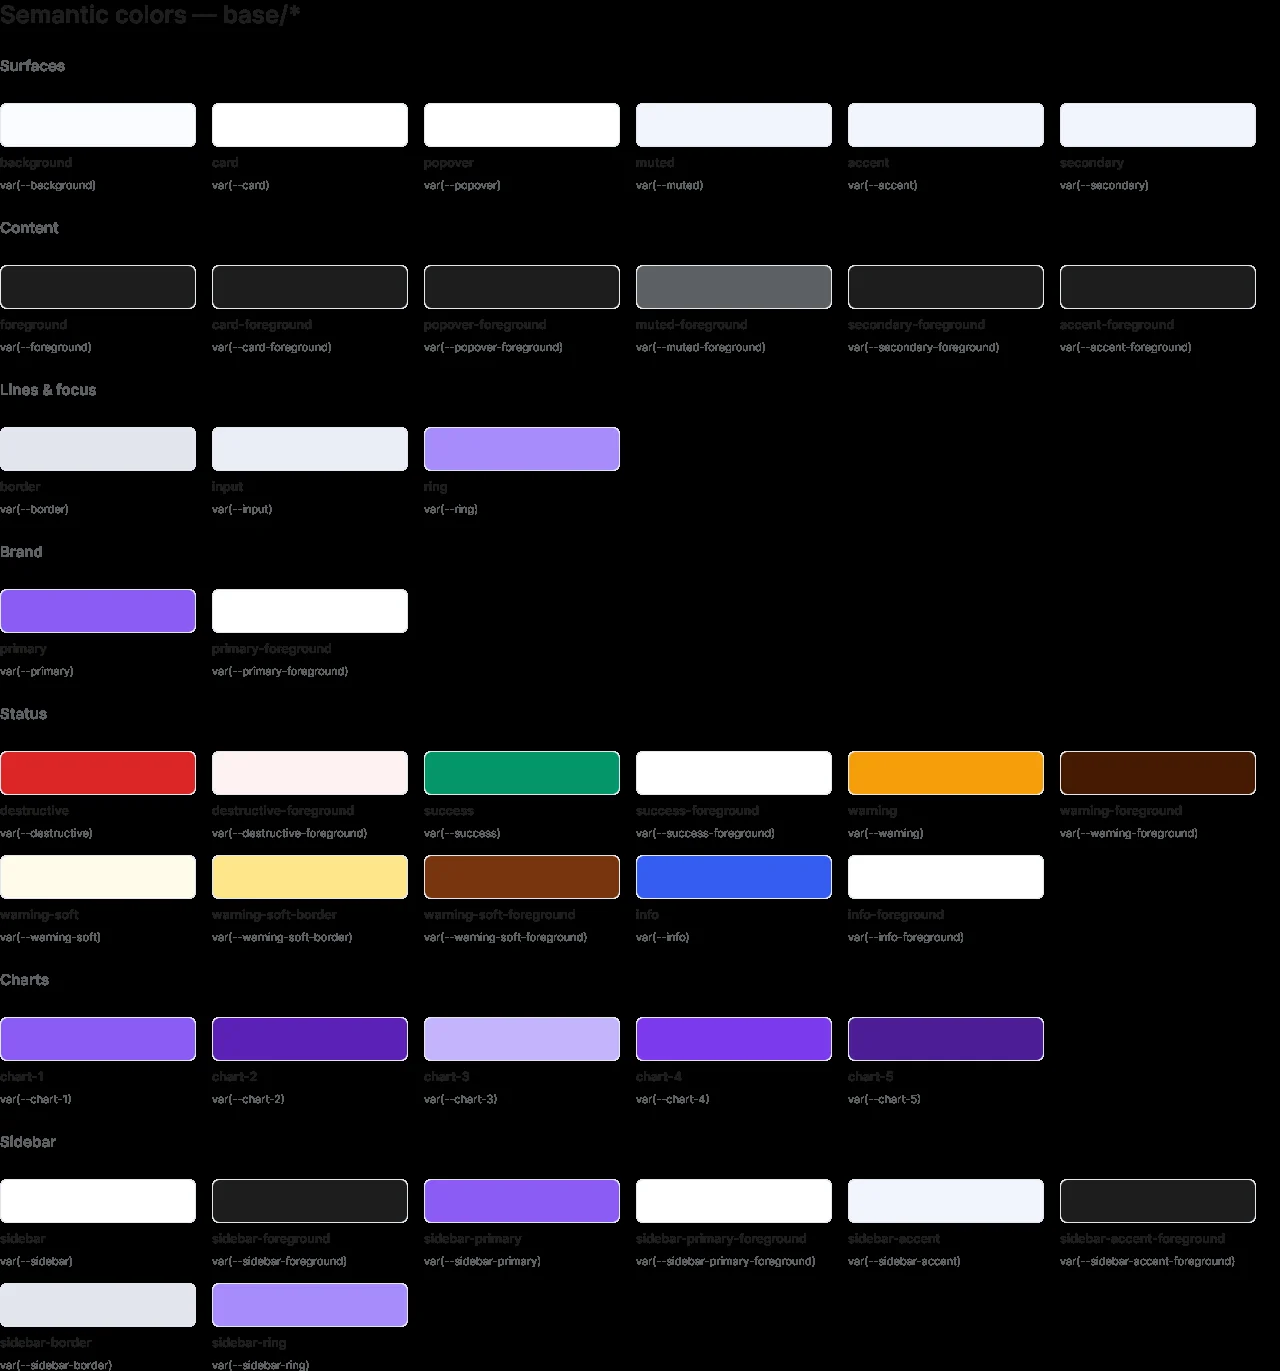 Semantic colors — base/*
Surfaces
background card popover muted accent secondary
var(--background) var(--card) var(--popover) var(--muted) var(--accent) var(--secondary)
Content
foreground card-foreground popover-foreground muted-foreground secondary-foreground accent-foreground
var(--foreground) var(--card-foreground) var(--popover-foreground) var(--muted-foreground) var(--secondary-foreground) var(--accent-foreground)
Lines & focus
border input ring
var(--border) var(--input) var(--ring)
Brand
primary primary-foreground
var(--primary) var(--primary-foreground)
Status
destructive destructive-foreground success success-foreground warning warning-foreground
var(--destructive) var(--destructive-foreground) var(--success) var(--success-foreground) var(--warning) var(--warning-foreground)
warning-soft warning-soft-border warning-soft-foreground info info-foreground
var(--warning-soft) var(--warning-soft-border) var(--warning-soft-foreground) var(--info) var(--info-foreground)
Charts
chart-1 chart-2 chart-3 chart-4 chart-5
var(--chart-1) var(--chart-2) var(--chart-3) var(--chart-4) var(--chart-5)
Sidebar
sidebar sidebar-foreground sidebar-primary sidebar-primary-foreground sidebar-accent sidebar-accent-foreground
var(--sidebar) var(--sidebar-foreground) var(--sidebar-primary) var(--sidebar-primary-foreground) var(--sidebar-accent) var(--sidebar-accent-foreground)
sidebar-border sidebar-ring
var(--sidebar-border) var(--sidebar-ring)